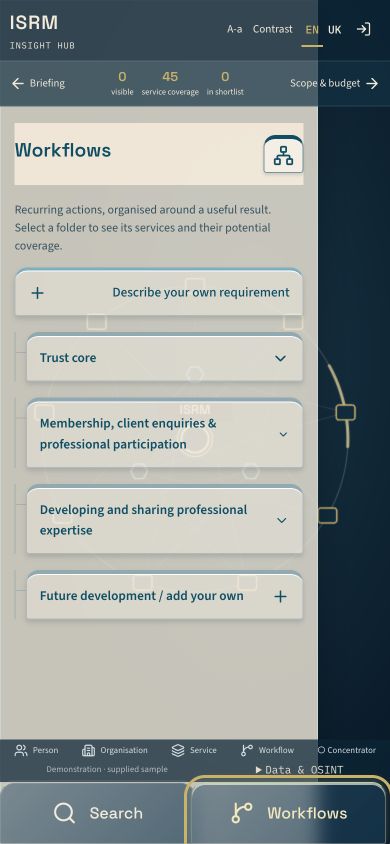 ISRM
INSIGHT HUB
A-a Contrast EN UK
Briefing
0 visible
45 service coverage
0 in shortlist
Scope & budget
Workflows
Recurring actions, organised around a useful result.
Select a folder to see its services and their potential
coverage.
Describe your own requirement
Trust core
ISRM
Membership, client enquiries &
professional participation
Developing and sharing professional
expertise
Future development / add your own
Person Organisation Service Workflow Concentrator
Demonstration · supplied sample
Data & OSINT
Search
Workflows